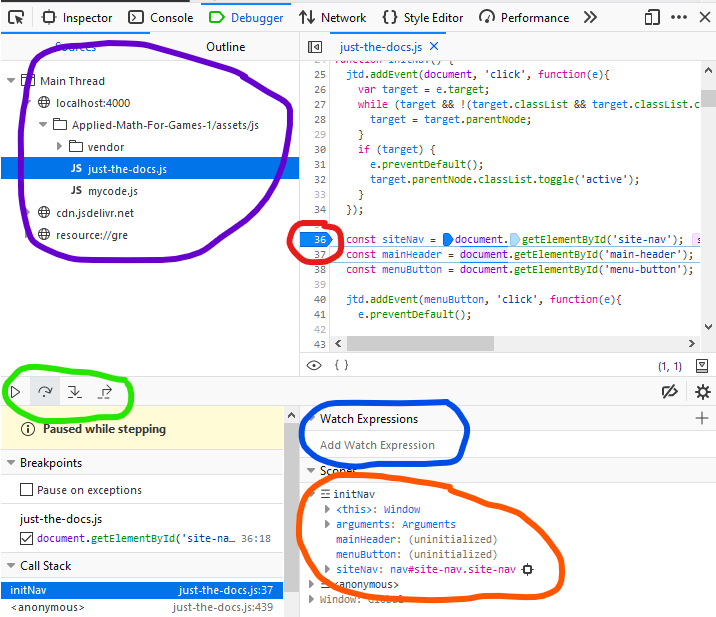 Inspector Console Debugger Network Style Editor Performance
Sources Outline
just-the-docs.js
Main Thread
localhost:4000
Applied-Math-For-Games-1/assets/js
vendor
JS just-the-docs.js
JS mycode.js
cdn.jsdelivr.net
resource://gre
24 function initNav() {
25 jtd.addEvent(document, 'click', function(e){
26 var target = e.target;
27 while (target && !(target.classList && target.classList.c
28 target = target.parentNode;
29 }
30 if (target) {
31 e.preventDefault();
32 target.parentNode.classList.toggle('active');
33 }
34 });
35
36 const siteNav = document.getElementById('site-nav'); s
37 const mainHeader = document.getElementById('main-header');
38 const menuButton = document.getElementById('menu-button');
39
40 jtd.addEvent(menuButton, 'click', function(e){
41 e.preventDefault();
42
43
{ } (1, 1)
Paused while stepping
Breakpoints
Pause on exceptions
just-the-docs.js
document.getElementById('site-na… 36:18
Call Stack
initNav just-the-docs.js:37
<anonymous> just-the-docs.js:439
Watch Expressions
Add Watch Expression
Scopes
initNav
<this>: Window
arguments: Arguments
mainHeader: (uninitialized)
menuButton: (uninitialized)
siteNav: nav#site-nav.site-nav
<anonymous>
Window: Global